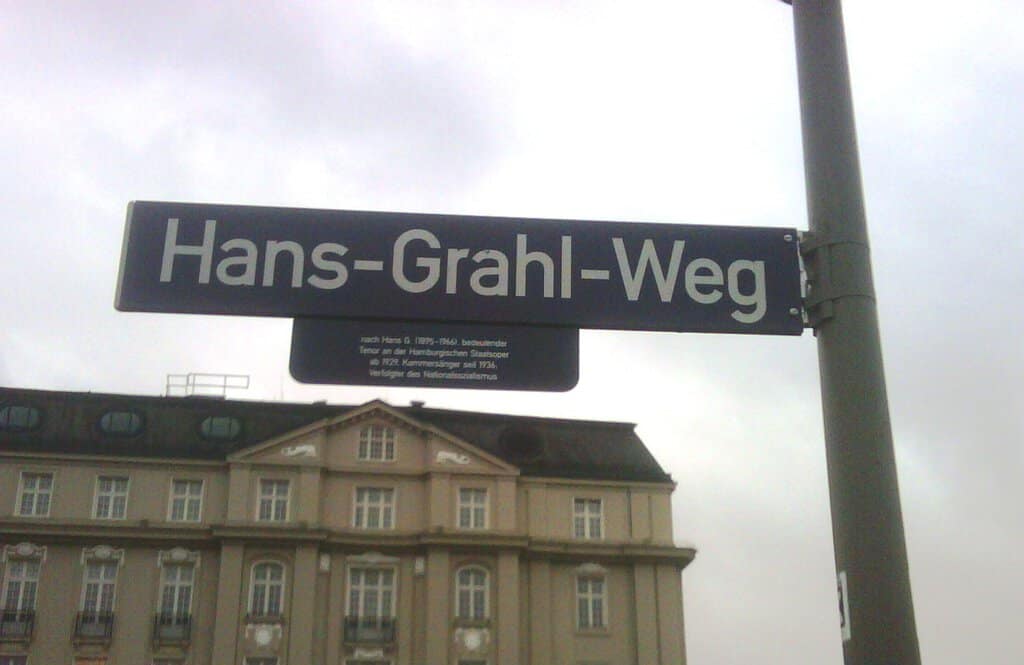 Hans-Grahl-Weg
nach Hans G. (1895-1966), bedeutender
Tenor an der Hamburgischen Staatsoper
ab 1929, Kammersänger seit 1936,
Verfolgter des Nationalsozialismus